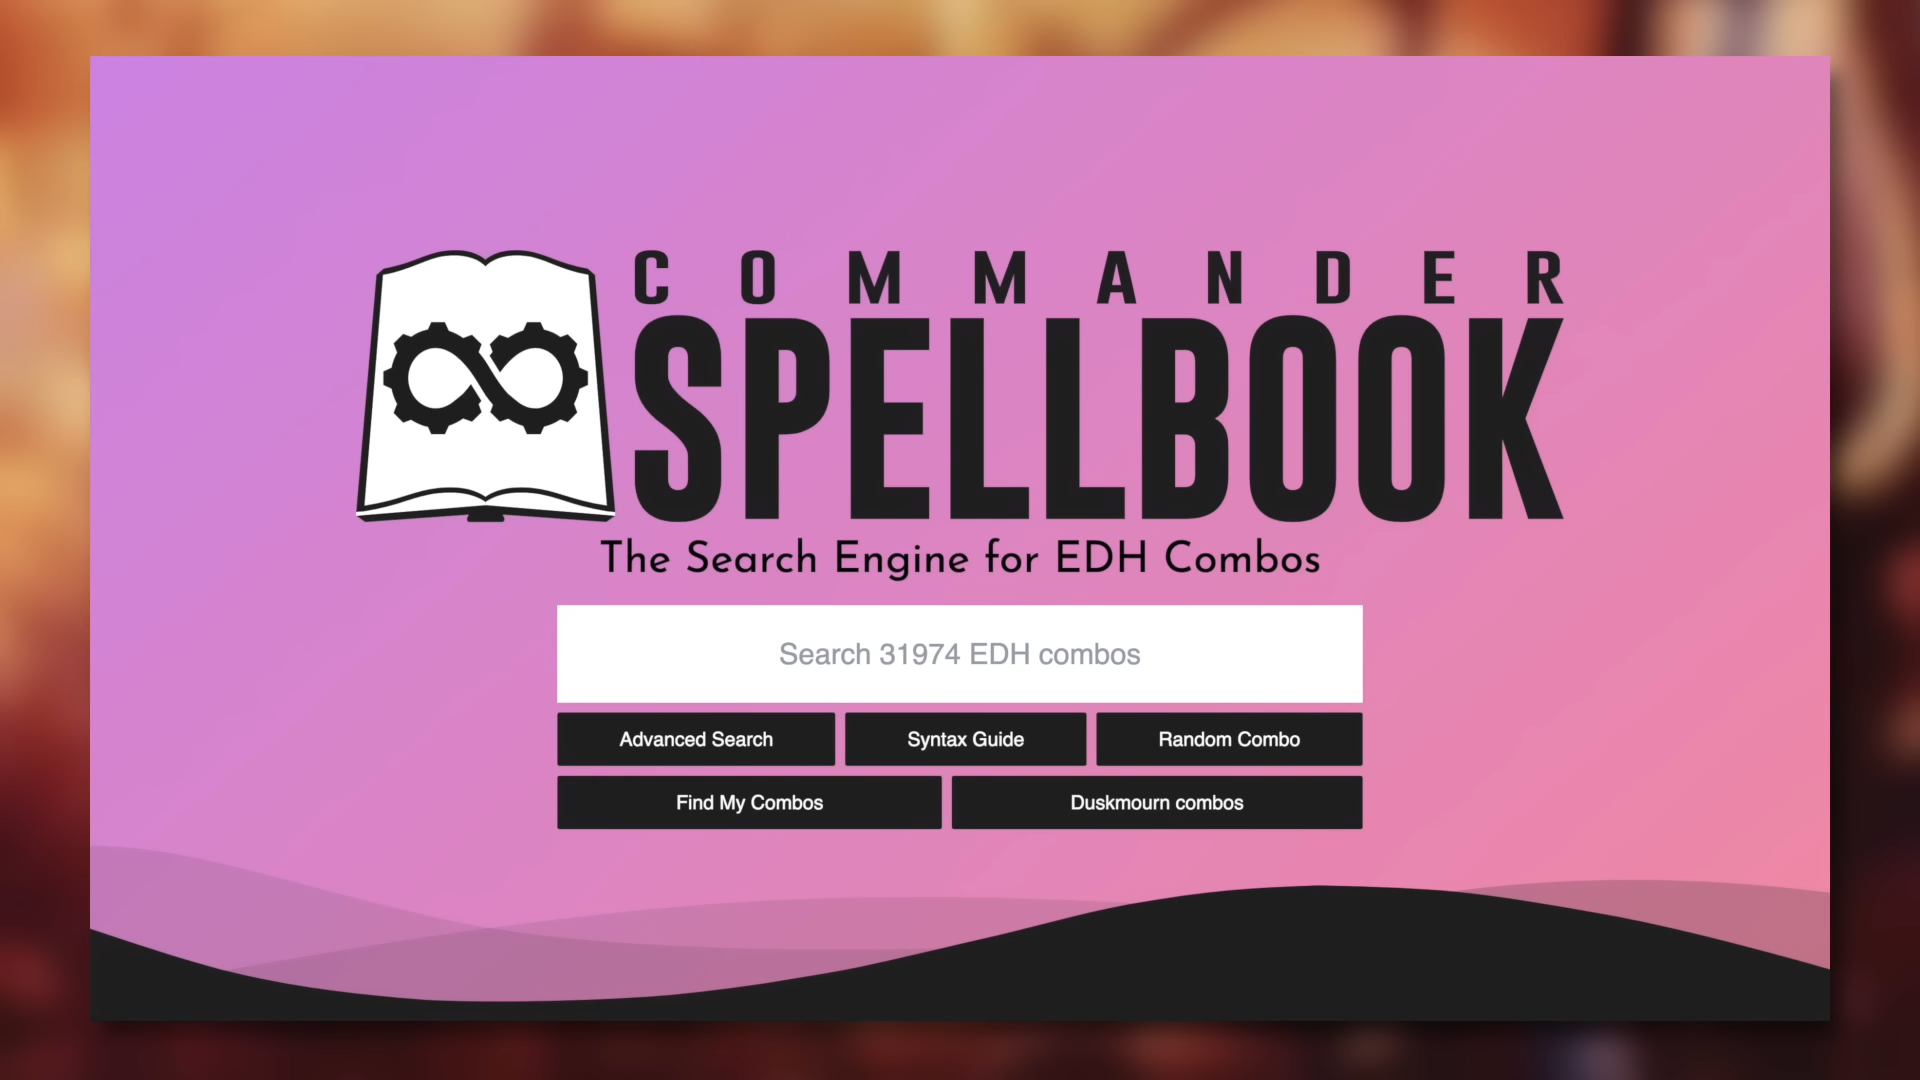 COMMANDER
SPELLBOOK
The Search Engine for EDH Combos
Search 31974 EDH combos
Advanced Search
Syntax Guide
Random Combo
Find My Combos
Duskmourn combos